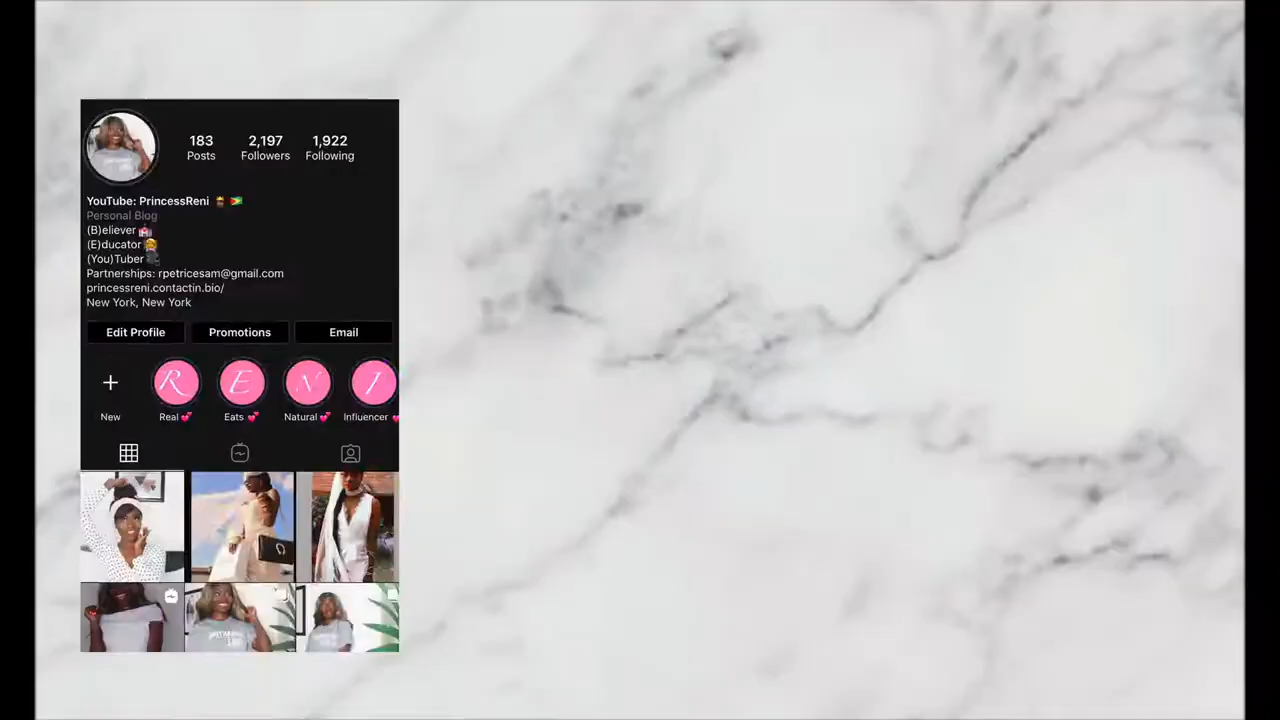 183 2,197 1,922
Posts Followers Following
YouTube: PrincessReni
Personal Blog
(B)eliever
(E)ducator
(You)Tuber
Partnerships: rpetricesam@gmail.com
princessreni.contactin.bio/
New York, New York
Edit Profile Promotions Email
R E N I
New Real Eats Natural Influencer